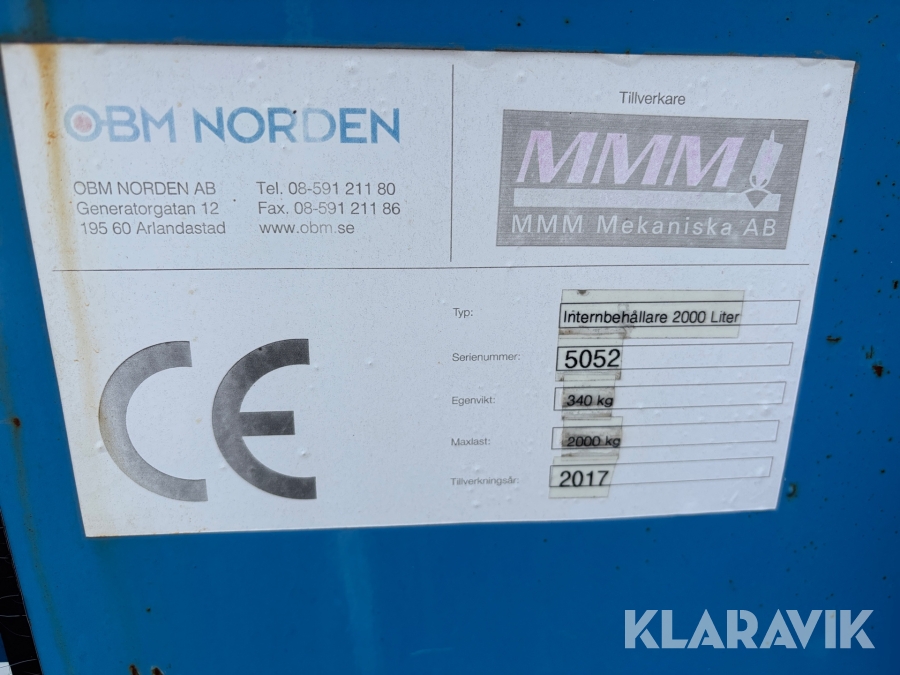 OBM NORDEN
OBM NORDEN AB
Generatorgatan 12
195 60 Arlandastad
Tel. 08-591 211 80
Fax. 08-591 211 86
www.obm.se
Tillverkare
MMM
MMM Mekaniska AB
CE
Typ: Internbehållare 2000 Liter
Serienummer: 5052
Egenvikt: 340 kg
Maxlast: 2000 kg
Tillverkningsår: 2017
KLARAVIK